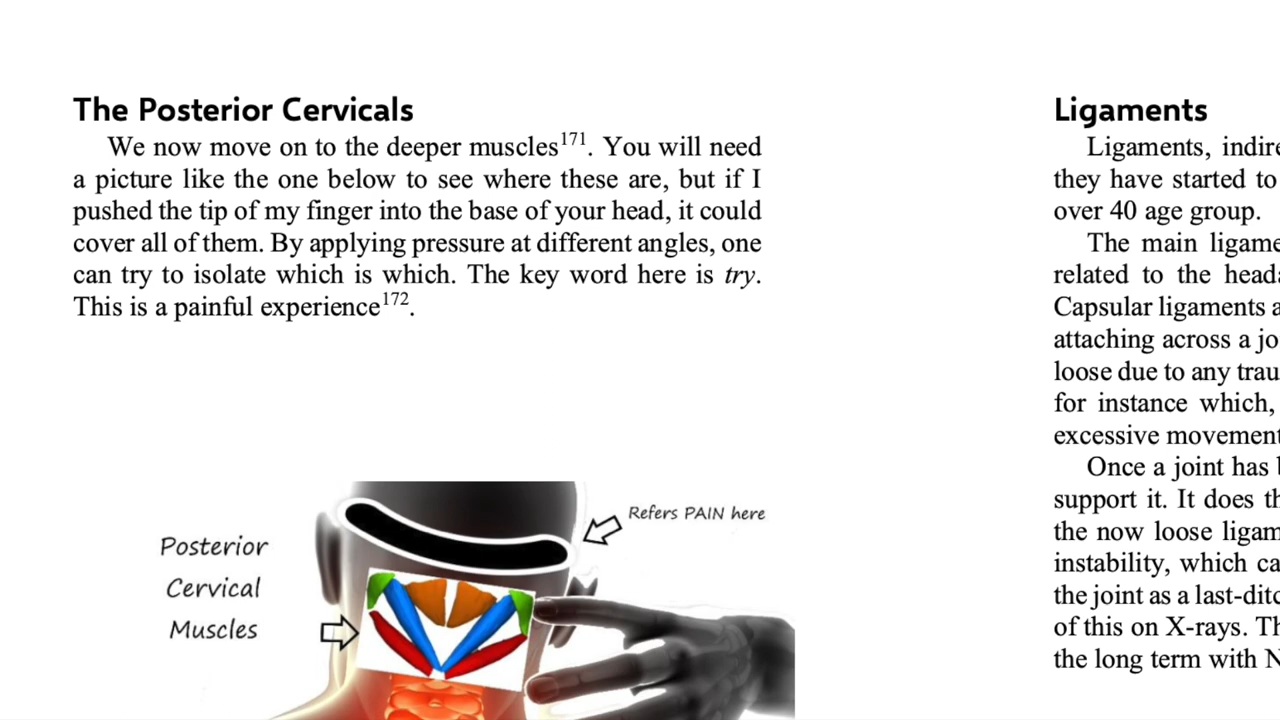 The Posterior Cervicals
We now move on to the deeper muscles171. You will need
a picture like the one below to see where these are, but if I
pushed the tip of my finger into the base of your head, it could
cover all of them. By applying pressure at different angles, one
can try to isolate which is which. The key word here is try.
This is a painful experience172.
Refers PAIN here
Posterior
Cervical
Muscles
Ligaments
Ligaments, indire
they have started to
over 40 age group.
The main ligame
related to the heada
Capsular ligaments a
attaching across a jo
loose due to any trau
for instance which,
excessive movement
Once a joint has b
support it. It does th
the now loose ligam
instability, which ca
the joint as a last-ditc
of this on X-rays. Th
the long term with N